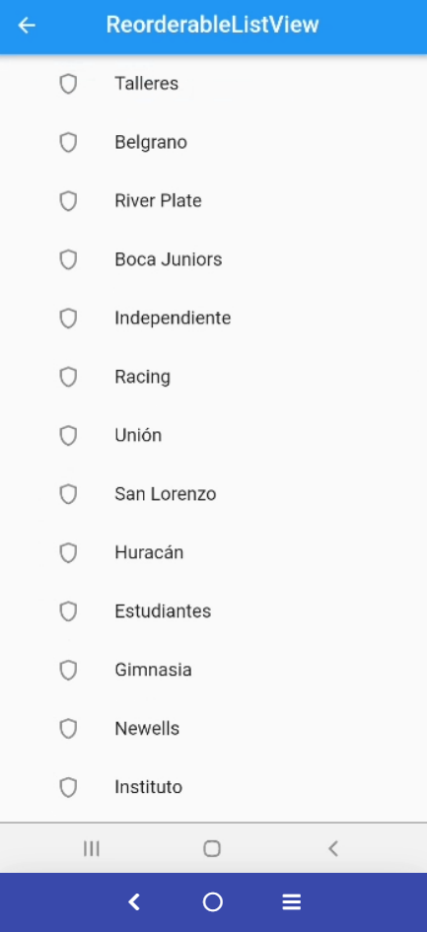 ReorderableListView
Talleres
Belgrano
River Plate
Boca Juniors
Independiente
Racing
Unión
San Lorenzo
Huracán
Estudiantes
Gimnasia
Newells
Instituto